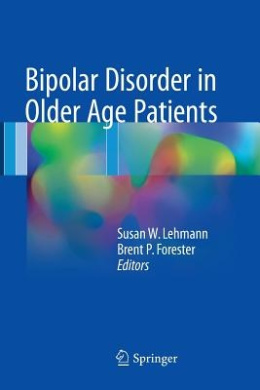 Bipolar Disorder in
Older Age Patients
Susan W. Lehmann
Brent P. Forester
Editors
Springer